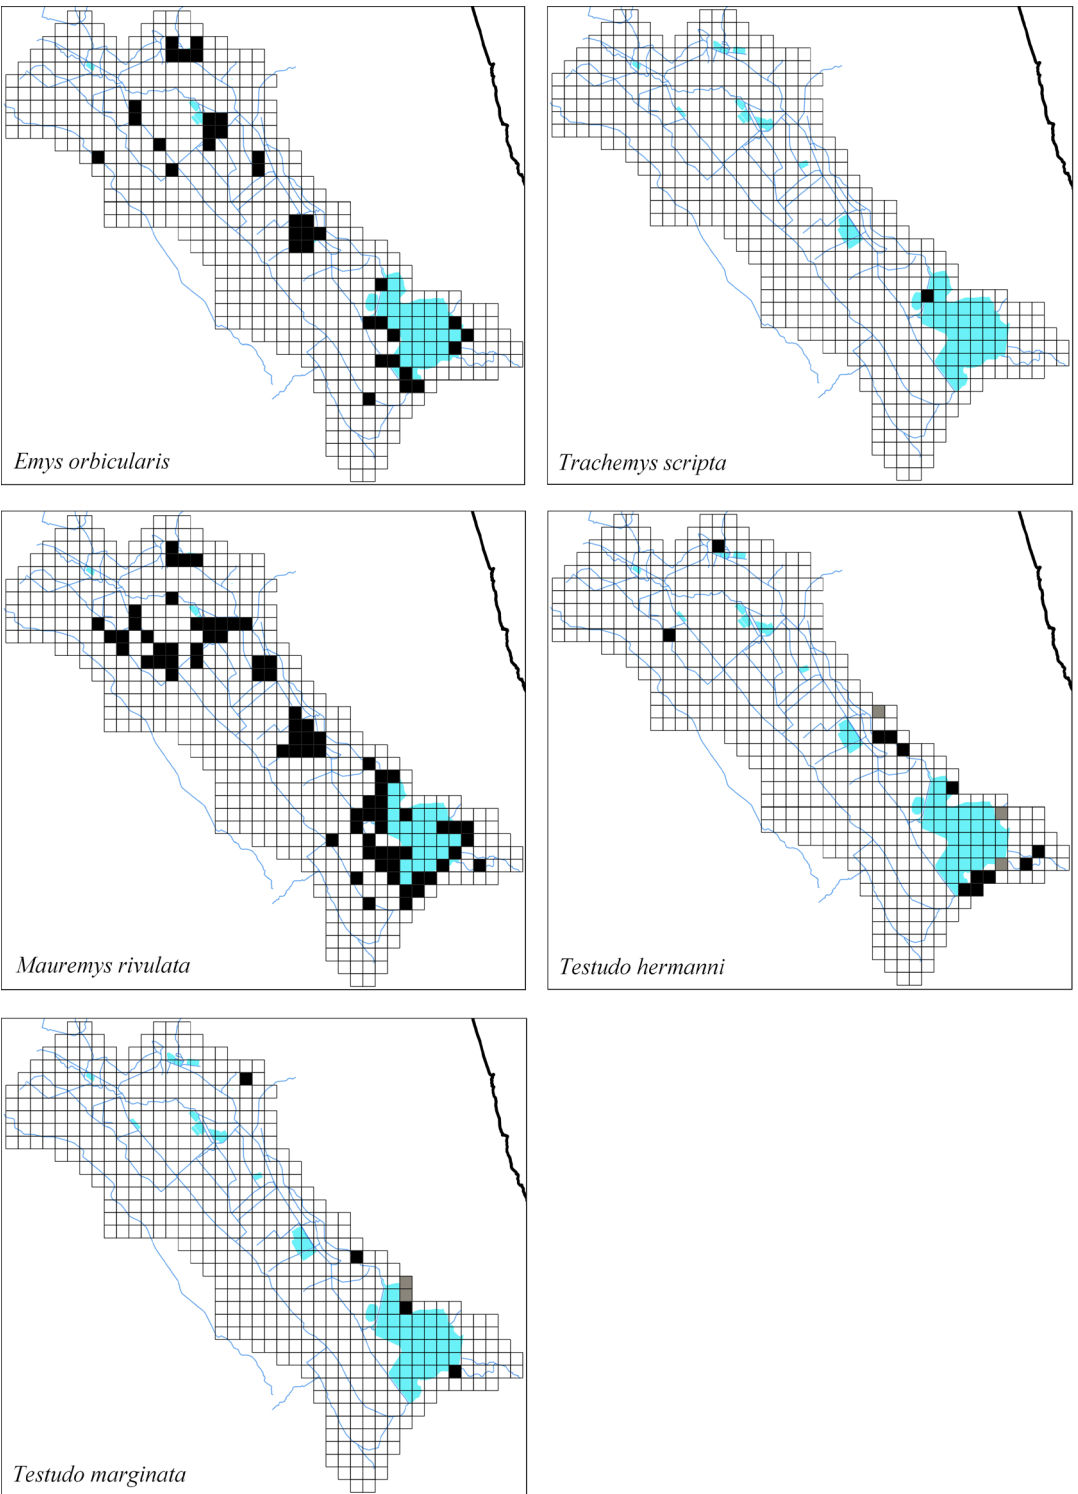 Emys orbicularis
Trachemys scripta
Mauremys rivulata
Testudo hermanni
Testudo marginata